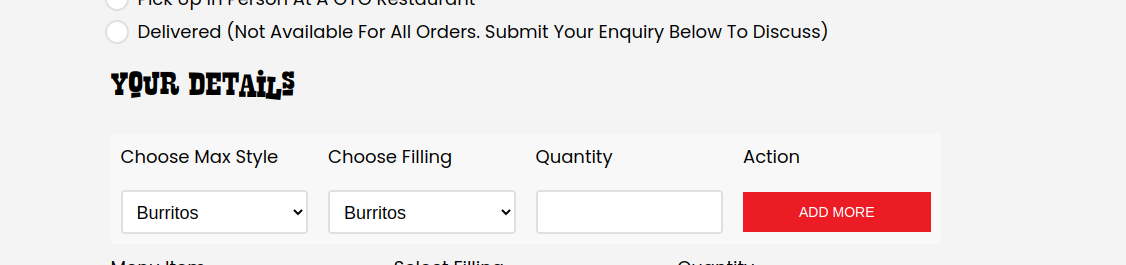 Pick Up In Person At A GYG Restaurant
Delivered (Not Available For All Orders. Submit Your Enquiry Below To Discuss)
YOUR DETAiLS
Choose Max Style Choose Filling Quantity Action
Burritos Burritos ADD MORE
Menu Item Select Filling Quantity